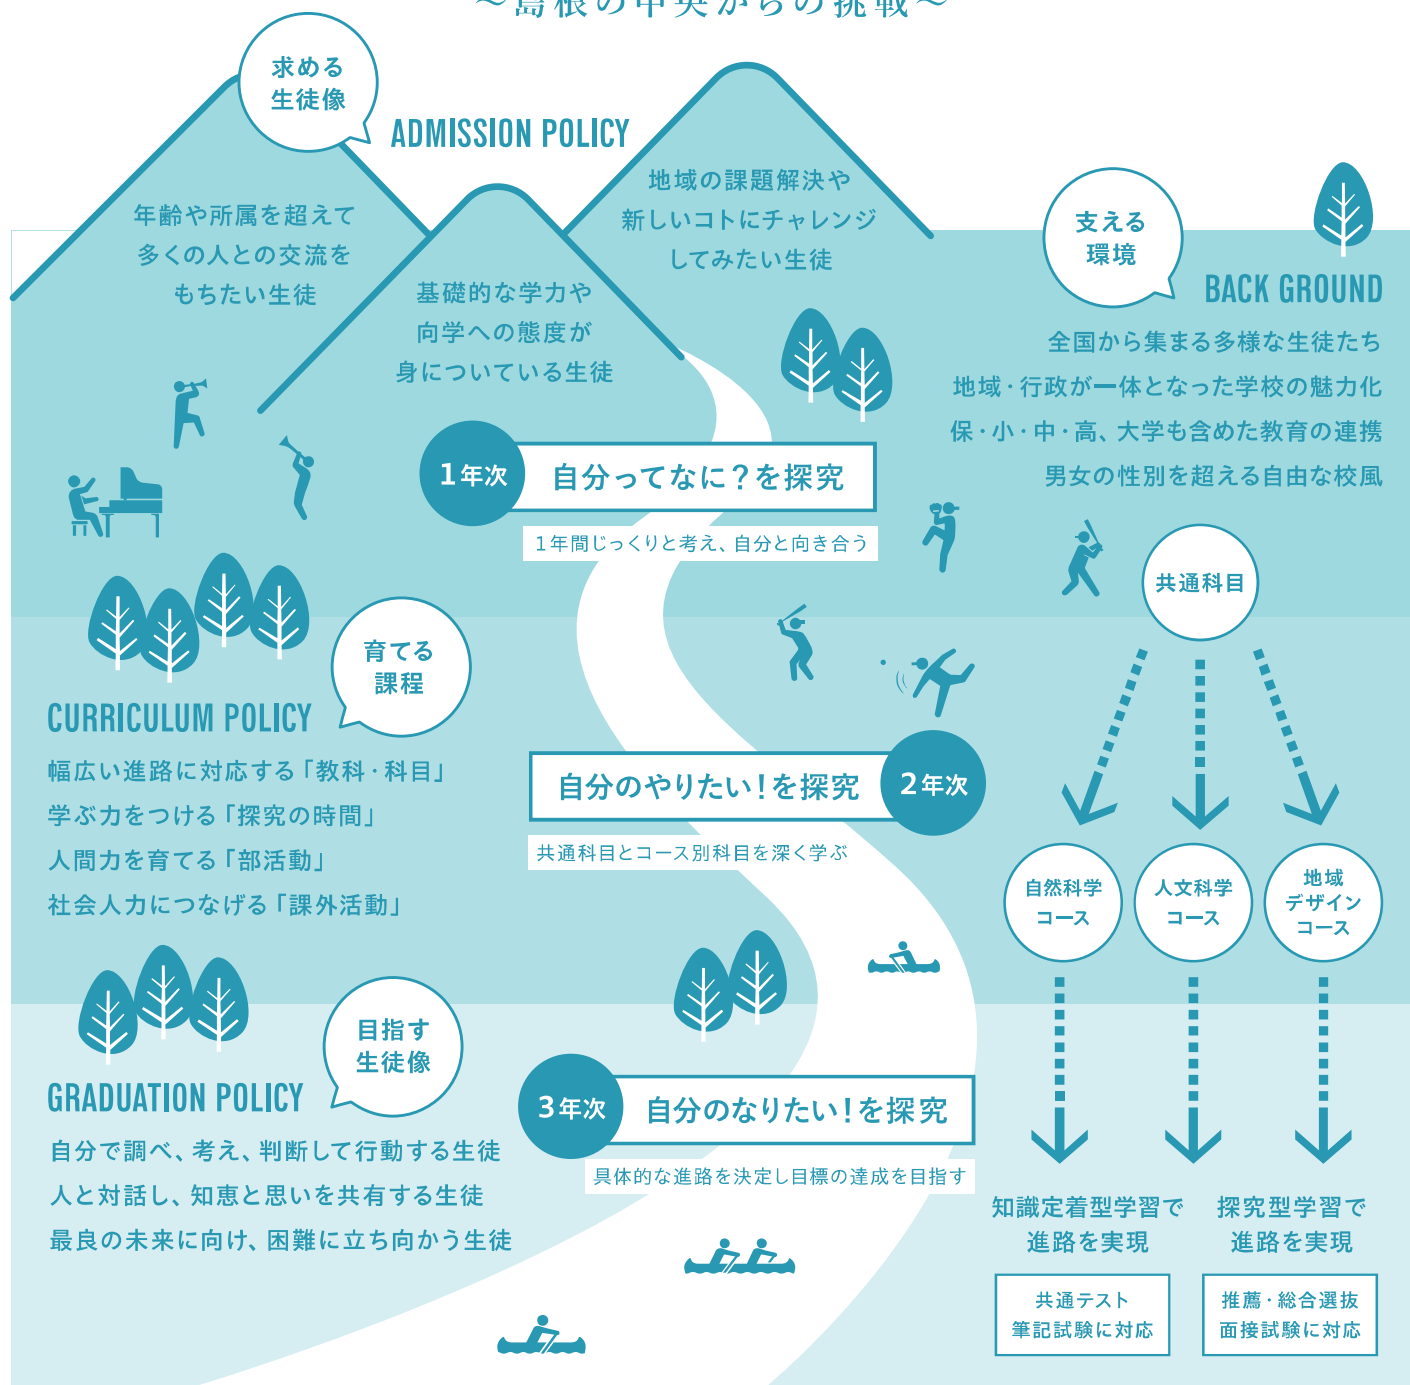 ～島根の中央からの挑戦～
求める
生徒像
ADMISSION POLICY
年齢や所属を超えて
多くの人との交流を
もちたい生徒
基礎的な学力や
向学への態度が
身についている生徒
地域の課題解決や
新しいコトにチャレンジ
してみたい生徒
支える
環境
BACK GROUND
全国から集まる多様な生徒たち
地域・行政が一体となった学校の魅力化
保・小・中・高、大学も含めた教育の連携
男女の性別を超える自由な校風
1年次
自分ってなに？を探究
1年間じっくりと考え、自分と向き合う
育てる
課程
CURRICULUM POLICY
幅広い進路に対応する「教科・科目」
学ぶ力をつける「探究の時間」
人間力を育てる「部活動」
社会人力につなげる「課外活動」
自分のやりたい！を探究
2年次
共通科目とコース別科目を深く学ぶ
共通科目
自然科学
コース
人文科学
コース
地域
デザイン
コース
目指す
生徒像
GRADUATION POLICY
自分で調べ、考え、判断して行動する生徒
人と対話し、知恵と思いを共有する生徒
最良の未来に向け、困難に立ち向かう生徒
3年次
自分のなりたい！を探究
具体的な進路を決定し目標の達成を目指す
知識定着型学習で
進路を実現
共通テスト
筆記試験に対応
探究型学習で
進路を実現
推薦・総合選抜
面接試験に対応